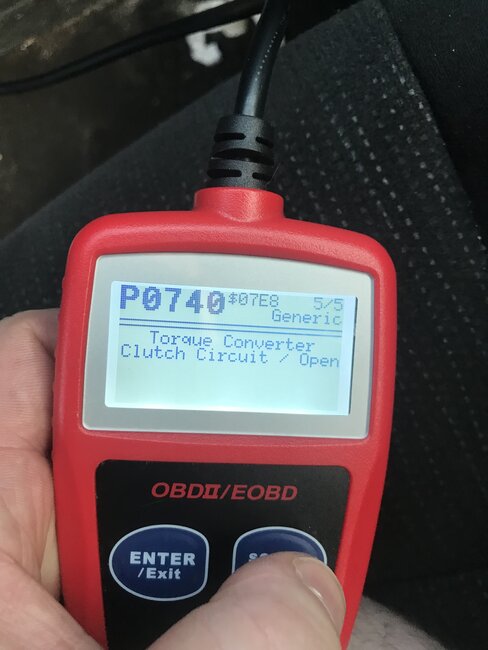 P0740 $07E8 5/5
Generic
Torque Converter
Clutch Circuit / Open
OBDII/EOBD
ENTER
/Exit